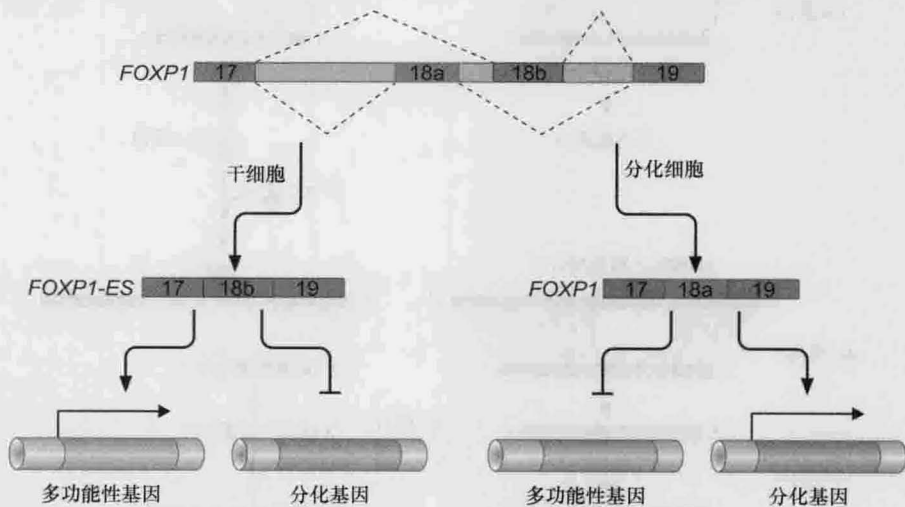 FOXP1 17 18a 18b 19
干细胞 分化细胞
FOXP1-ES 17 18b 19 FOXP1 17 18a 19
多功能性基因 分化基因 多功能性基因 分化基因